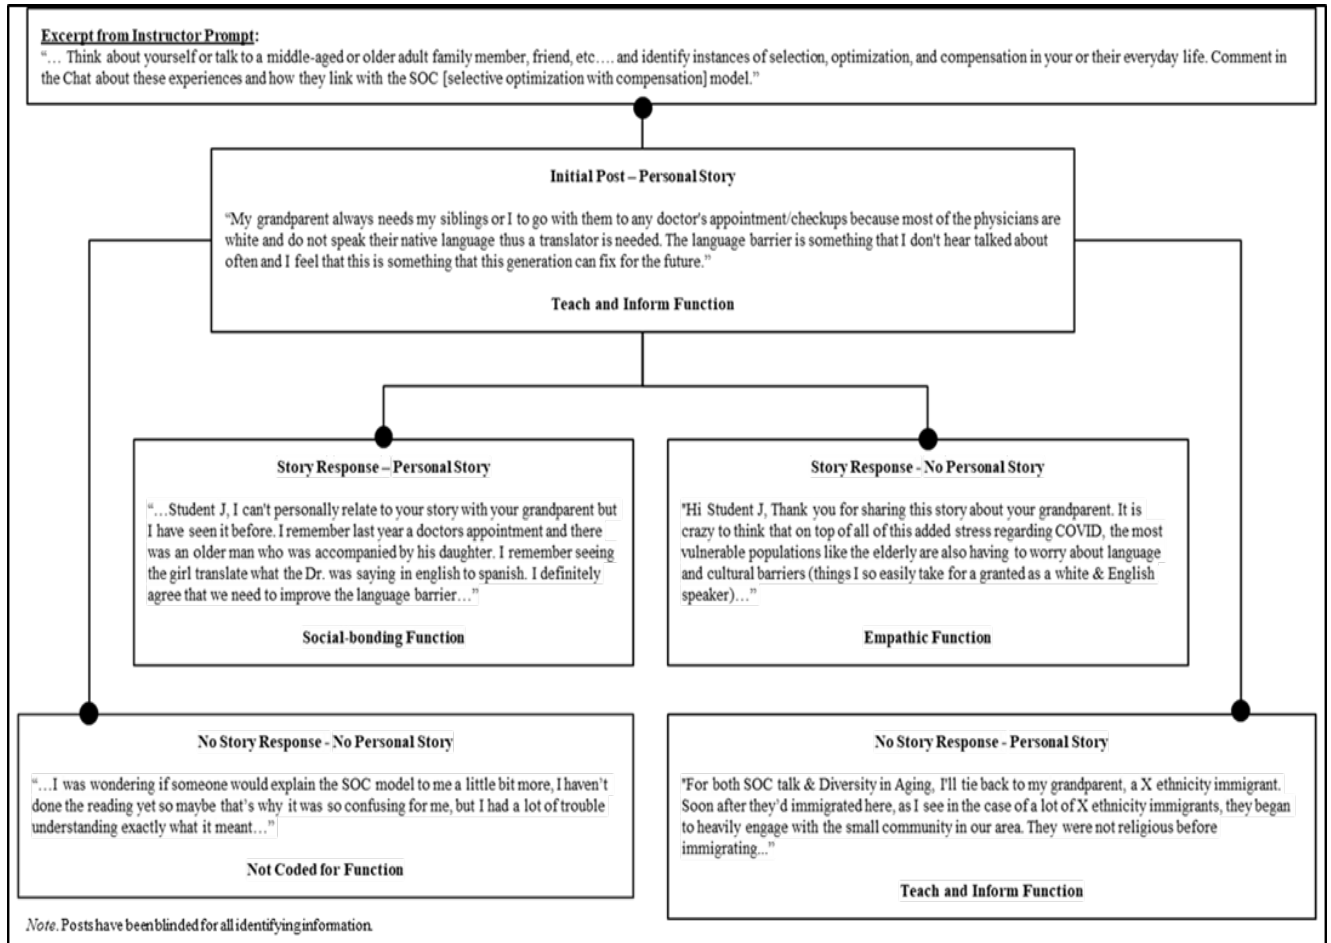 Excerpt from Instructor Prompt:
“… Think about yourself or talk to a middle-aged or older adult family member, friend, etc…. and identify instances of selection, optimization, and compensation in your or their everyday life. Comment in
the Chat about these experiences and how they link with the SOC [selective optimization with compensation] model.”
Initial Post – Personal Story
“My grandparent always needs my siblings or I to go with them to any doctor's appointment/checkups because most of the physicians are
white and do not speak their native language thus a translator is needed. The language barrier is something that I don't hear talked about
often and I feel that this is something that this generation can fix for the future.”
Teach and Inform Function
Story Response – Personal Story
“…Student J, I can't personally relate to your story with your grandparent but
I have seen it before. I remember last year a doctors appointment and there
was an older man who was accompanied by his daughter. I remember seeing
the girl translate what the Dr. was saying in english to spanish. I definitely
agree that we need to improve the language barrier…”
Social-bonding Function
Story Response - No Personal Story
"Hi Student J, Thank you for sharing this story about your grandparent. It is
crazy to think that on top of all of this added stress regarding COVID, the most
vulnerable populations like the elderly are also having to worry about language
and cultural barriers (things I so easily take for a granted as a white & English
speaker)…”
Empathic Function
No Story Response - No Personal Story
“…I was wondering if someone would explain the SOC model to me a little bit more, I haven’t
done the reading yet so maybe that’s why it was so confusing for me, but I had a lot of trouble
understanding exactly what it meant…”
Not Coded for Function
No Story Response - Personal Story
"For both SOC talk & Diversity in Aging, I'll tie back to my grandparent, a X ethnicity immigrant.
Soon after they’d immigrated here, as I see in the case of a lot of X ethnicity immigrants, they began
to heavily engage with the small community in our area. They were not religious before
immigrating..."
Teach and Inform Function
Note. Posts have been blinded for all identifying information.